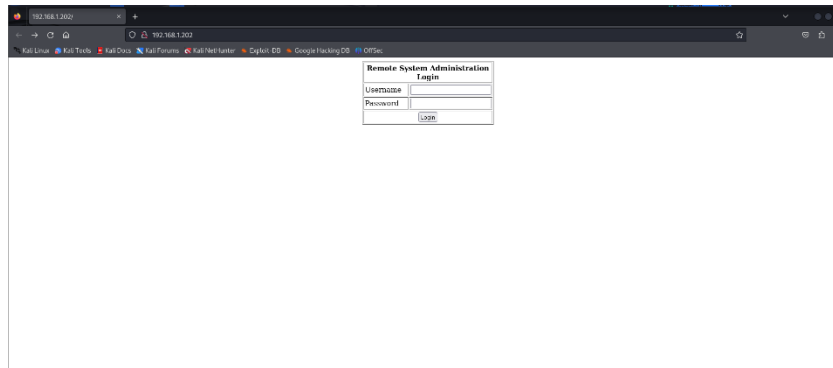 192.168.1.202/
192.168.1.202
Kali Linux Kali Tools Kali Docs Kali Forums Kali NetHunter Exploit-DB Google Hacking DB OffSec
Remote System Administration
Login
Username
Password
Login